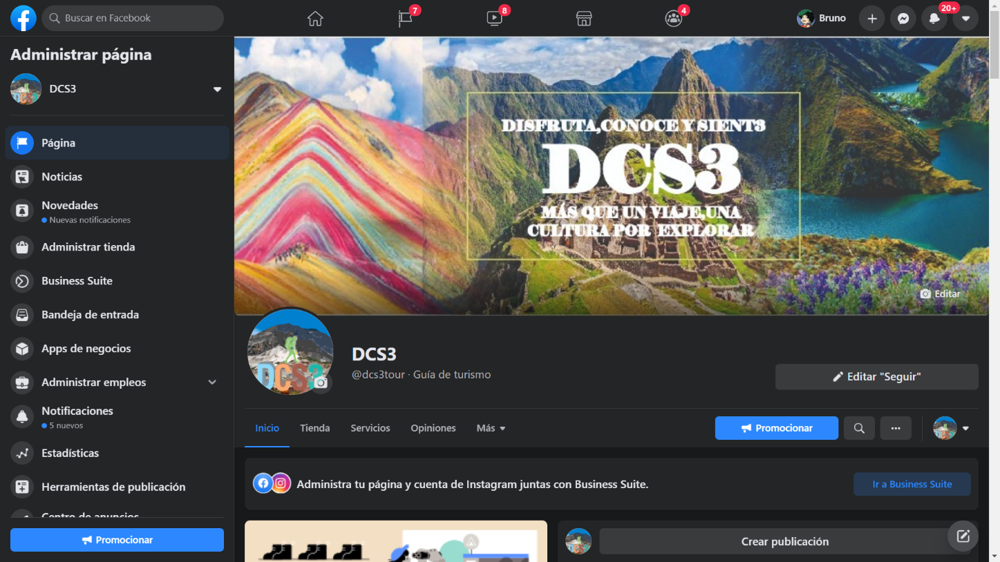 Buscar en Facebook
7
8
4
Bruno
20+
Administrar página
DCS3
Página
Noticias
Novedades
Nuevas notificaciones
Administrar tienda
Business Suite
Bandeja de entrada
Apps de negocios
Administrar empleos
Notificaciones
5 nuevos
Estadísticas
Herramientas de publicación
Centro de anuncios
Promocionar
DISFRUTA,CONOCE Y SIENT3
DCS3
MÁS QUE UN VIAJE,UNA
CULTURA POR EXPLORAR
Editar
DCS3
DCS3
@dcs3tour · Guía de turismo
Editar "Seguir"
Inicio
Tienda
Servicios
Opiniones
Más
Promocionar
Administra tu página y cuenta de Instagram juntas con Business Suite.
Ir a Business Suite
Crear publicación